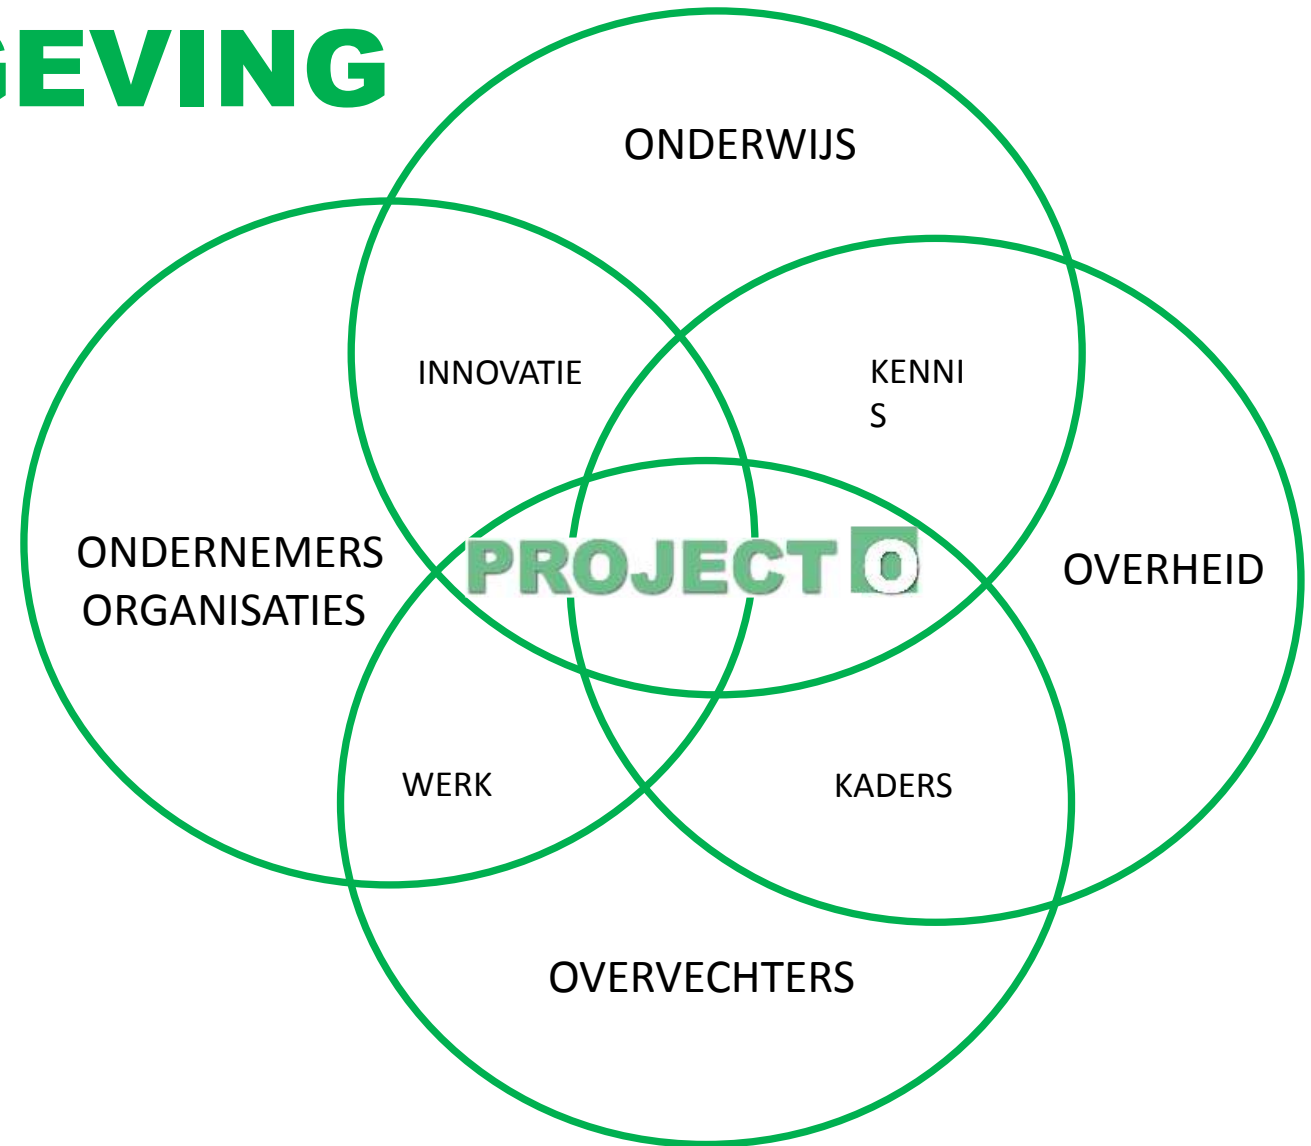 GEVING
ONDERWIJS
INNOVATIE
KENNI
S
PROJECT O
ONDERNEMERS
ORGANISATIES
OVERHEID
WERK
KADERS
OVERVECHTERS